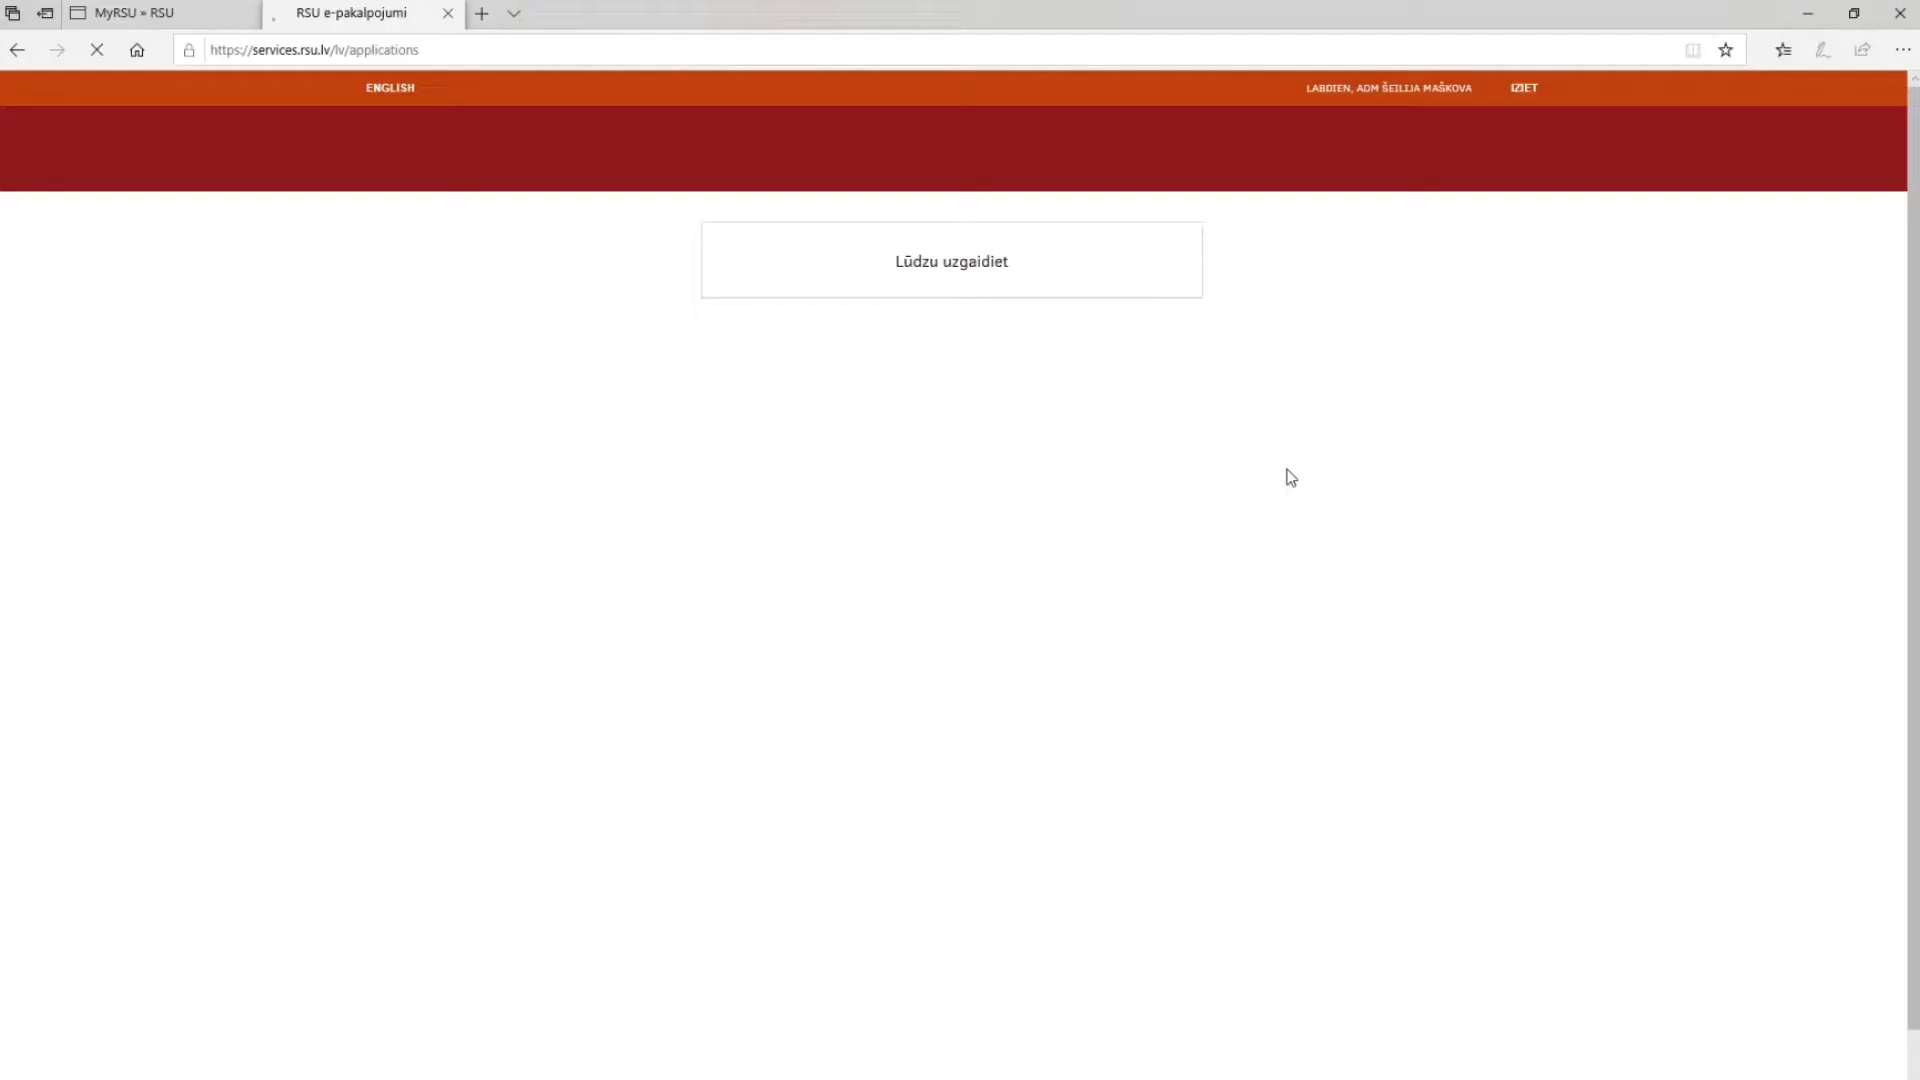 MyRSU » RSU
RSU e-pakalpojumi
https://services.rsu.lv/lv/applications
ENGLISH
LABDIEN, ADM ŠEILIJA MAŠKOVA
IZIET
Lūdzu uzgaidiet